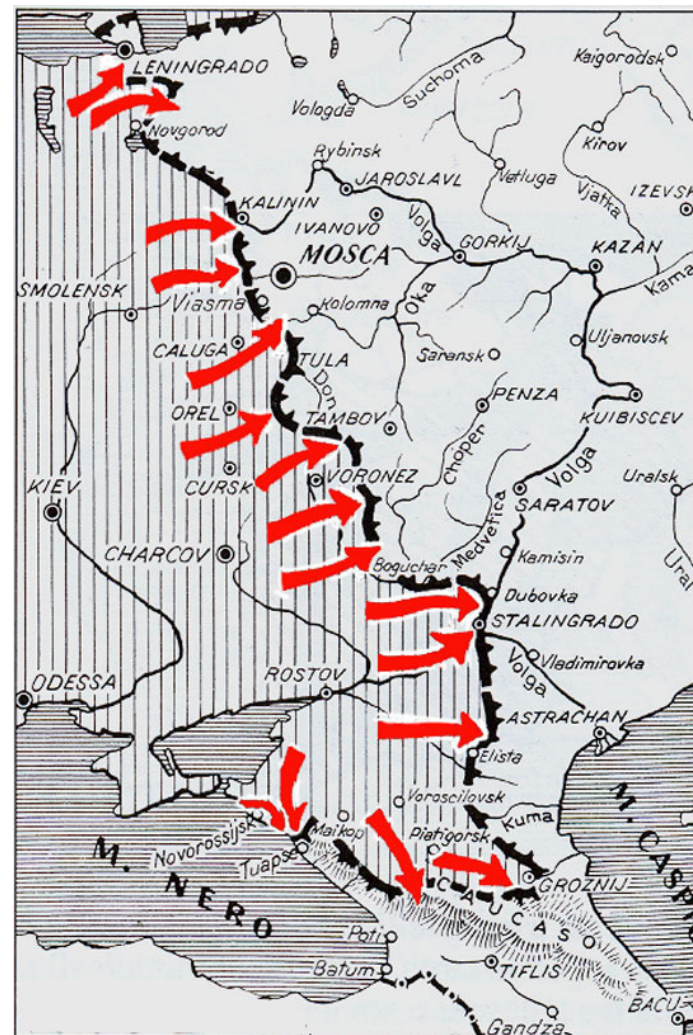 LENINGRADO
Kaigorodsk
Suchoma
Vologda
Novgorod
Kirov
Rybinsk
JAROSLAVL
Vetluga
Vjatka
IZEVSK
KALININ
IVANOVO
Volga
GORKIJ
KAZAN
MOSCA
Kama
SMOLENSK
Viasma
Kolomna
Oka
Uljanovsk
CALUGA
TULA
Saransk
Don
PENZA
OREL
TAMBOV
KUIBISCEV
Choper
Volga
CURSK
VORONEZ
Uralsk
KIEV
SARATOV
Medvetica
CHARCOV
Boguchar
Kamisin
Ural
Dubovka
STALINGRADO
Vladimirovka
Volga
ROSTOV
ODESSA
ASTRACHAN
Elista
Voroscilovsk
Kuma
Novorossijsk
Maikop
Piatigorsk
Tuapse
M. NERO
GROZNIJ
CAUCASO
M. CASPI
Poti
Batum
TIFLIS
BACU
Gandza